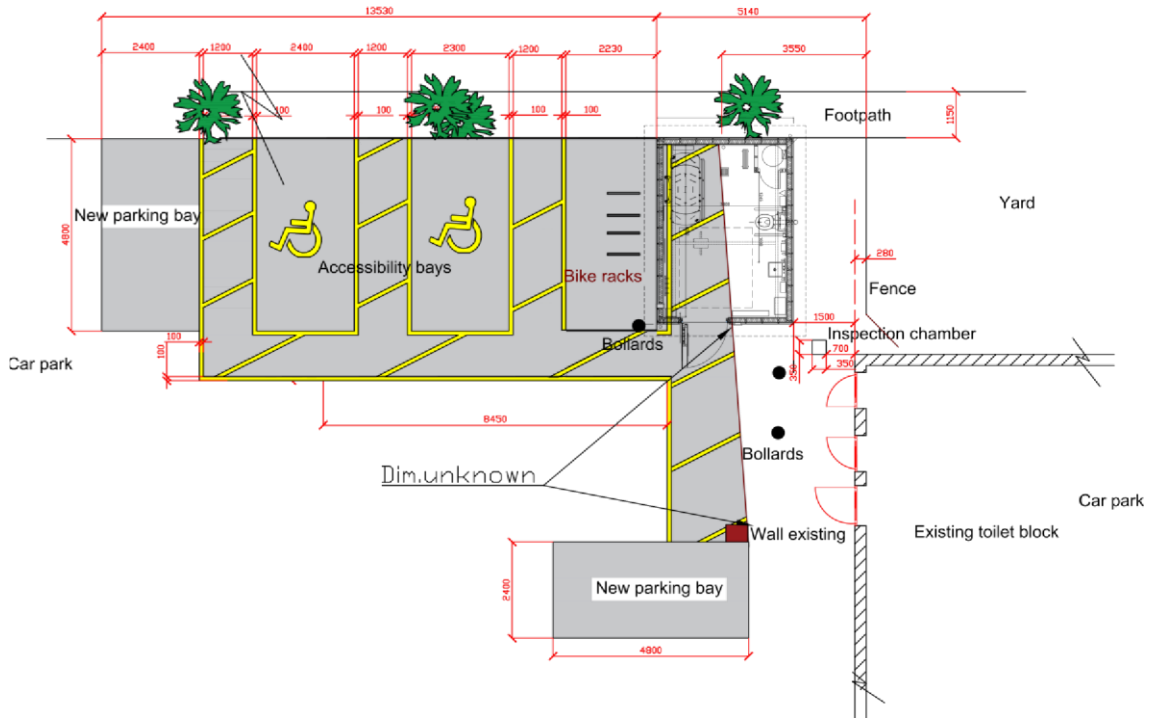 13530
5140
2400
1200
2400
1200
2300
1200
2230
3550
100
100
100
100
Footpath
1150
New parking bay
4800
Accessibility bays
Bike racks
Yard
280
Fence
1500
Inspection chamber
Bollards
700
350
350
100
100
Car park
8450
Bollards
Dim.unknown
Car park
Wall existing
Existing toilet block
New parking bay
2400
4800